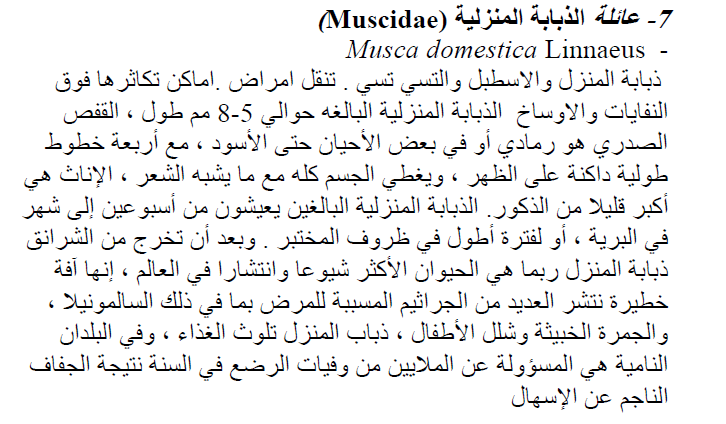 7- عائلة الذبابة المنزلية (Muscidae)
- Musca domestica Linnaeus
ذبابة المنزل والاسطبل والتسي تسي . تنقل امراض .اماكن تكاثرها فوق
النفايات والاوساخ الذبابة المنزلية البالغه حوالي 5-8 مم طول ، القفص
الصدري هو رمادي أو في بعض الأحيان حتى الأسود ، مع أربعة خطوط
طولية داكنة على الظهر ، ويغطي الجسم كله مع ما يشبه الشعر ، الإناث هي
أكبر قليلا من الذكور. الذبابة المنزلية البالغين يعيشون من أسبوعين إلى شهر
في البرية ، أو لفترة أطول في ظروف المختبر . وبعد أن تخرج من الشرانق
ذبابة المنزل ربما هي الحيوان الأكثر شيوعا وانتشارا في العالم ، إنها آفة
خطيرة نتشر العديد من الجراثيم المسببة للمرض بما في ذلك السالمونيلا ،
والجمرة الخبيثة وشلل الأطفال ، ذباب المنزل تلوث الغذاء ، وفي البلدان
النامية هي المسؤولة عن الملايين من وفيات الرضع في السنة نتيجة الجفاف
الناجم عن الإسهال